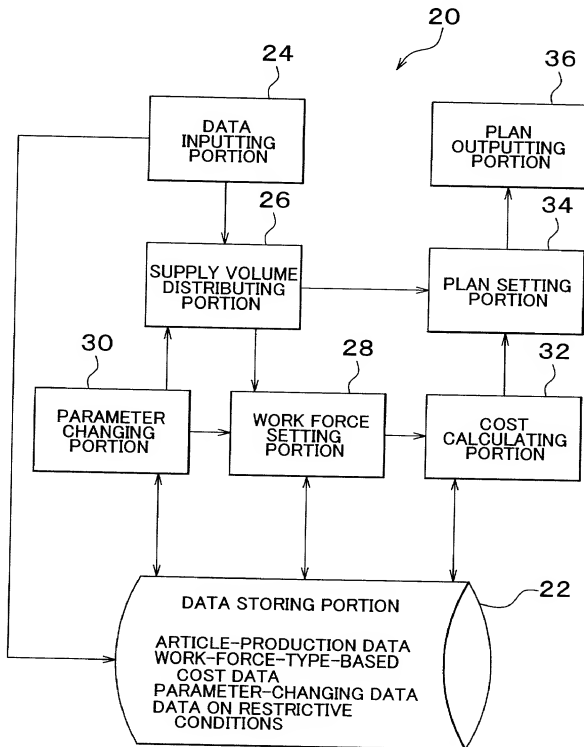 20
24
DATA
INPUTTING
PORTION
36
PLAN
OUTPUTTING
PORTION
26
SUPPLY VOLUME
DISTRIBUTING
PORTION
34
PLAN SETTING
PORTION
30
PARAMETER
CHANGING
PORTION
28
WORK FORCE
SETTING
PORTION
32
COST
CALCULATING
PORTION
22
DATA STORING PORTION
ARTICLE-PRODUCTION DATA
WORK-FORCE-TYPE-BASED
COST DATA
PARAMETER-CHANGING DATA
DATA ON RESTRICTIVE
CONDITIONS